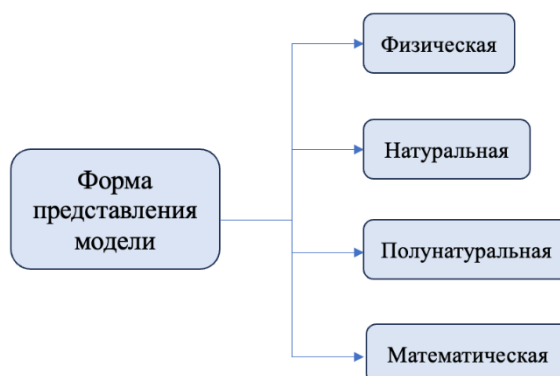 Физическая
Натуральная
Форма
представления
модели
Полунатуральная
Математическая